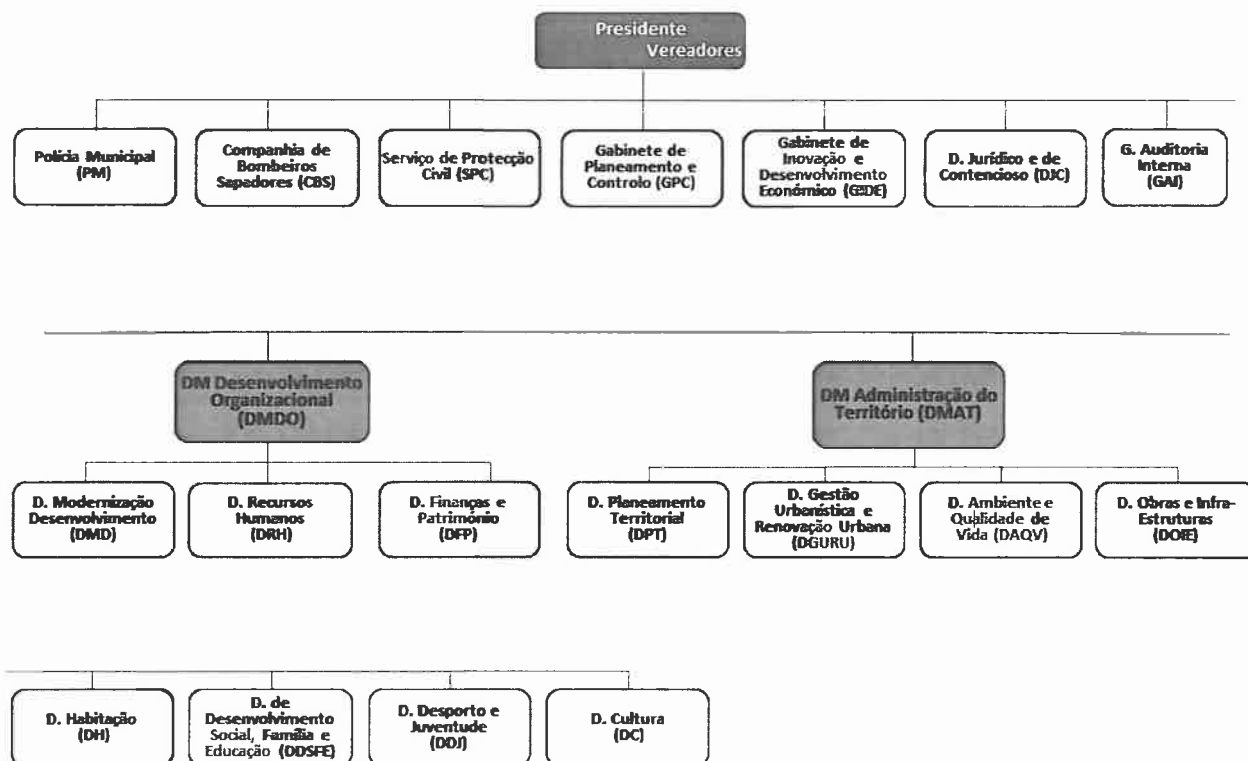 Presidente
Vereadores
Polícia Municipal
(PM)
Companhia de
Bombeiros
Sapadores (CBS)
Serviço de Protecção
Civil (SPC)
Gabinete de
Planeamento e
Controlo (GPC)
Gabinete de
Inovação e
Desenvolvimento
Económico (GIDE)
D. Jurídico e de
Contencioso (DJC)
G. Auditoria
Interna
(GAI)
DM Desenvolvimento
Organizacional
(DMDO)
DM Administração do
Território (DMAT)
D. Modernização
Desenvolvimento
(DMD)
D. Recursos
Humanos
(DRH)
D. Finanças e
Património
(DFP)
D. Planeamento
Territorial
(DPT)
D. Gestão
Urbanística e
Renovação Urbana
(DGURU)
D. Ambiente e
Qualidade de
Vida (DAQV)
D. Obras e Infra-
Estruturas
(DOIE)
D. Habitação
(DH)
D. de
Desenvolvimento
Social, Família e
Educação (DDSFE)
D. Desporto e
Juventude
(DDJ)
D. Cultura
(DC)